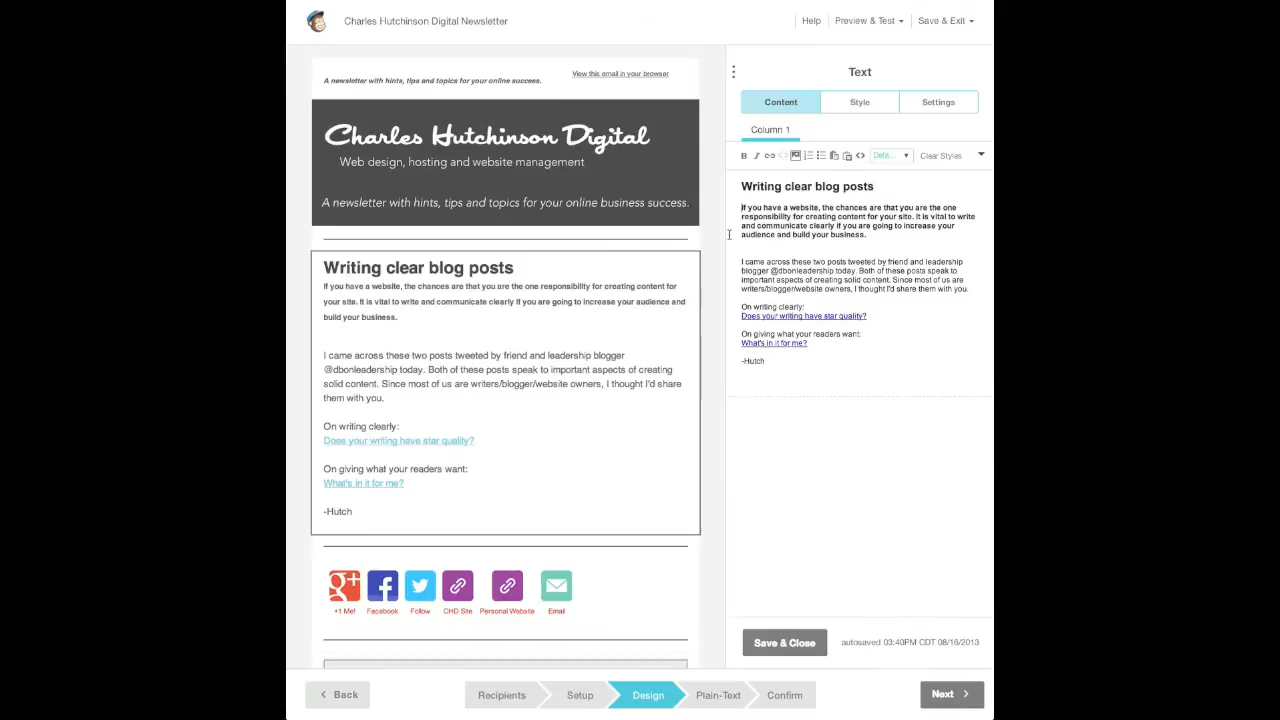 Charles Hutchinson Digital Newsletter
Help
Preview & Test
Save & Exit
A newsletter with hints, tips and topics for your online success.
View this email in your browser
Charles Hutchinson Digital
Web design, hosting and website management
A newsletter with hints, tips and topics for your online business success.
Writing clear blog posts
If you have a website, the chances are that you are the one responsibility for creating content for
your site. It is vital to write and communicate clearly if you are going to increase your audience and
build your business.
I came across these two posts tweeted by friend and leadership blogger
@dbonleadership today. Both of these posts speak to important aspects of creating
solid content. Since most of us are writers/blogger/website owners, I thought I'd share
them with you.
On writing clearly:
Does your writing have star quality?
On giving what your readers want:
What's in it for me?
-Hutch
+1 Me!
Facebook
Follow
CHD Site
Personal Website
Email
Text
Content
Style
Settings
Column 1
B I
Defa...
Clear Styles
Writing clear blog posts
If you have a website, the chances are that you are the one
responsibility for creating content for your site. It is vital to write
and communicate clearly if you are going to increase your
audience and build your business.
I came across these two posts tweeted by friend and leadership
blogger @dbonleadership today. Both of these posts speak to
important aspects of creating solid content. Since most of us are
writers/blogger/website owners, I thought I'd share them with you.
On writing clearly:
Does your writing have star quality?
On giving what your readers want:
What's in it for me?
-Hutch
Save & Close
autosaved 03:40PM CDT 08/16/2013
Back
Recipients
Setup
Design
Plain-Text
Confirm
Next